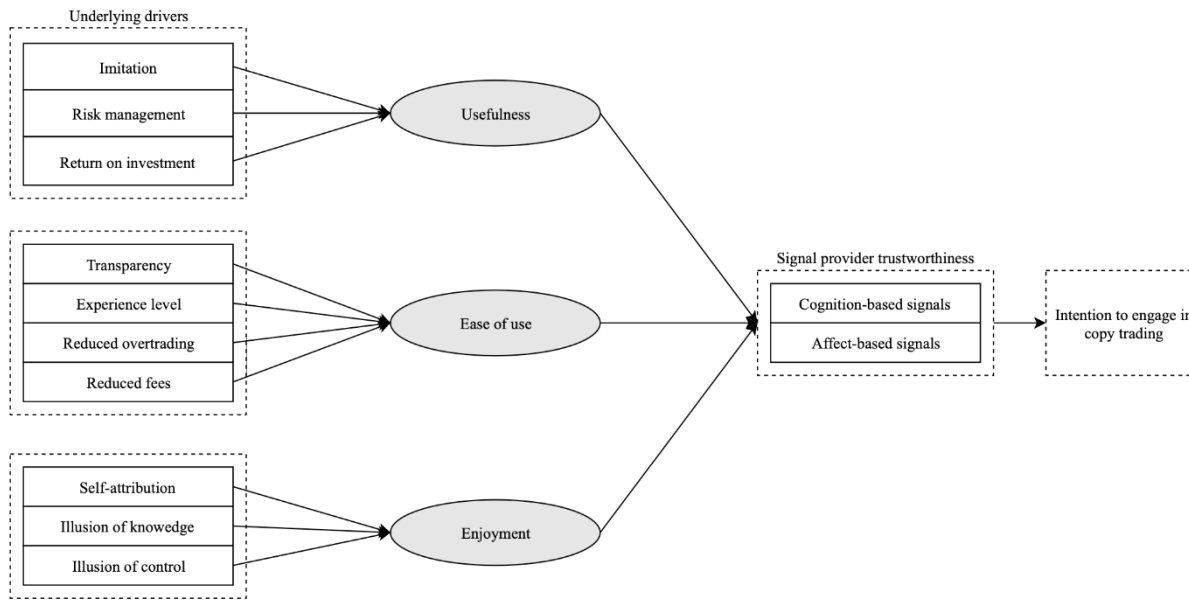 Underlying drivers
Imitation
Risk management
Return on investment
Usefulness
Transparency
Experience level
Reduced overtrading
Reduced fees
Ease of use
Self-attribution
Illusion of knowedge
Illusion of control
Enjoyment
Signal provider trustworthiness
Cognition-based signals
Affect-based signals
Intention to engage in
copy trading